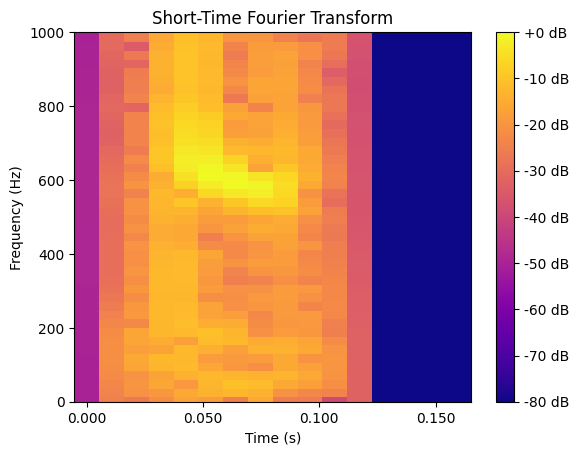 Short-Time Fourier Transform
Frequency (Hz)
1000
800
600
400
200
0
0.000
0.050
0.100
0.150
Time (s)
+0 dB
-10 dB
-20 dB
-30 dB
-40 dB
-50 dB
-60 dB
-70 dB
-80 dB